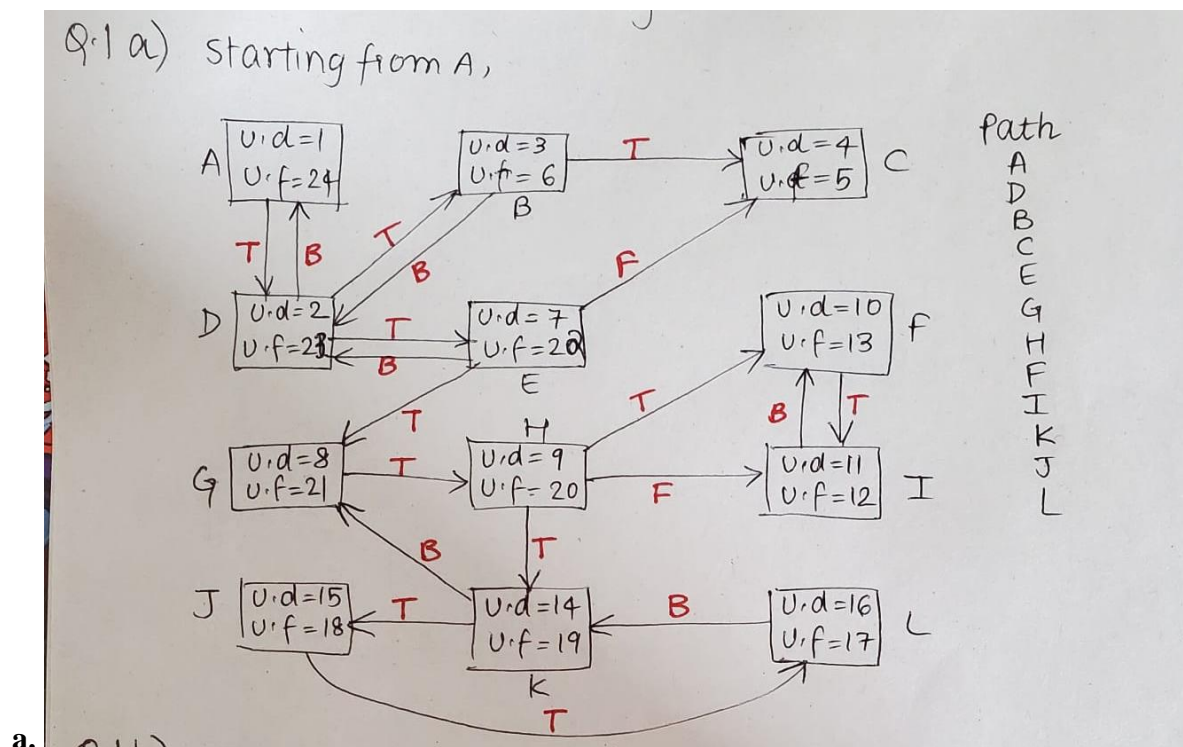 Q.1 a) starting from A,
Path
A
D
B
C
E
G
H
F
I
K
J
L
A
U.d=1
U.f=24
U.d=3
U.f=6
B
T
U.d=4
U.f=5
C
T
B
T
B
F
D
U.d=2
U.f=23
T
B
U.d=7
U.f=22
E
U.d=10
U.f=13
F
T
T
B
T
H
G
U.d=8
U.f=21
T
U.d=9
U.f=20
F
U.d=11
U.f=12
I
B
T
J
U.d=15
U.f=18
T
U.d=14
U.f=19
K
B
U.d=16
U.f=17
L
T
a.